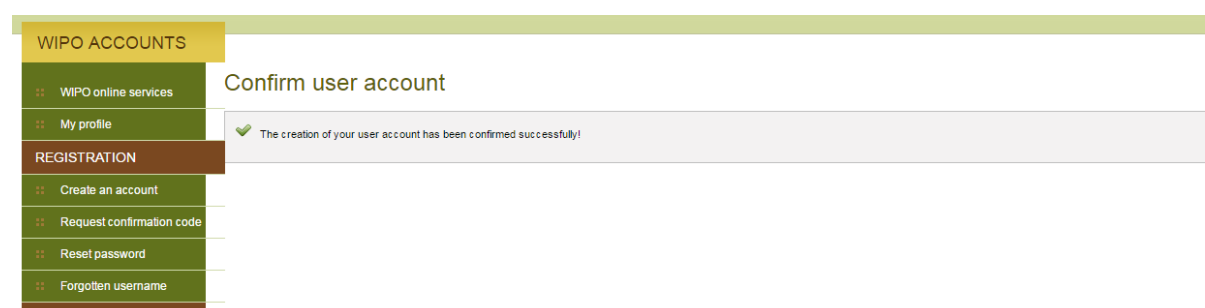 WIPO ACCOUNTS
WIPO online services
My profile
REGISTRATION
Create an account
Request confirmation code
Reset password
Forgotten username
Confirm user account
The creation of your user account has been confirmed successfully!